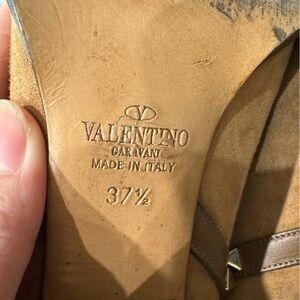 VALENTINO
GARAVANI
MADE IN ITALY
37½